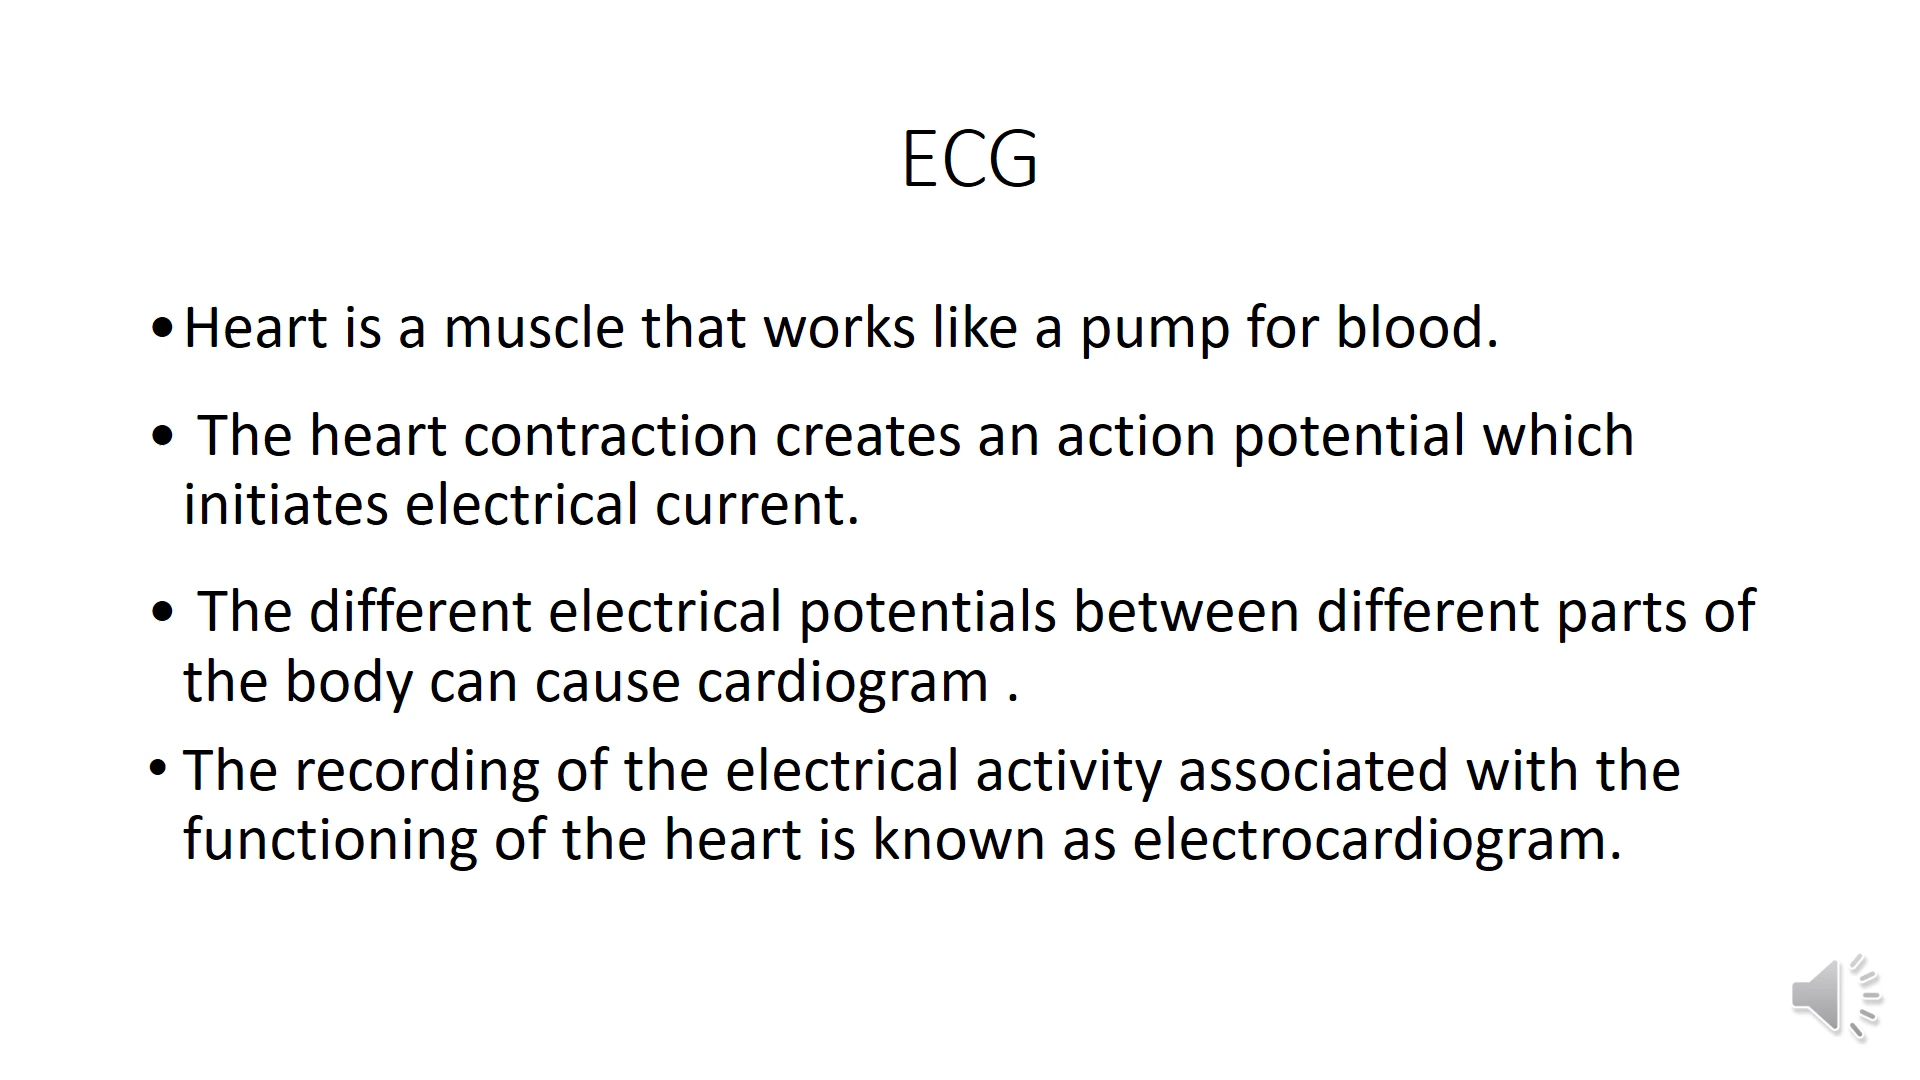 ECG
•Heart is a muscle that works like a pump for blood.
• The heart contraction creates an action potential which
initiates electrical current.
• The different electrical potentials between different parts of
the body can cause cardiogram .
• The recording of the electrical activity associated with the
functioning of the heart is known as electrocardiogram.